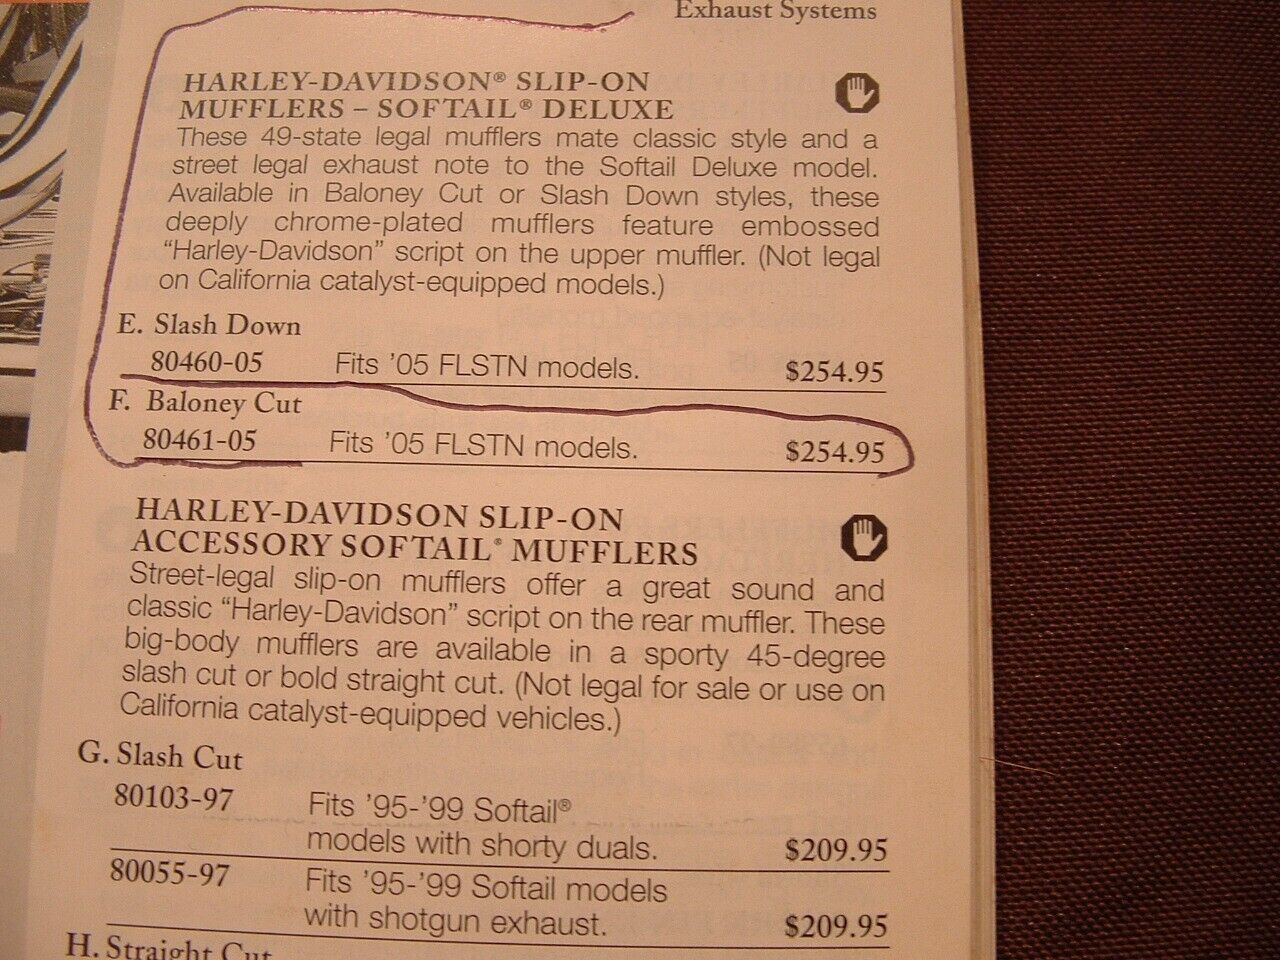 Exhaust Systems
HARLEY-DAVIDSON® SLIP-ON
MUFFLERS – SOFTAIL® DELUXE
These 49-state legal mufflers mate classic style and a
street legal exhaust note to the Softail Deluxe model.
Available in Baloney Cut or Slash Down styles, these
deeply chrome-plated mufflers feature embossed
“Harley-Davidson” script on the upper muffler. (Not legal
on California catalyst-equipped models.)
E. Slash Down
80460-05 Fits ’05 FLSTN models. $254.95
F. Baloney Cut
80461-05 Fits ’05 FLSTN models. $254.95
HARLEY-DAVIDSON SLIP-ON
ACCESSORY SOFTAIL® MUFFLERS
Street-legal slip-on mufflers offer a great sound and
classic “Harley-Davidson” script on the rear muffler. These
big-body mufflers are available in a sporty 45-degree
slash cut or bold straight cut. (Not legal for sale or use on
California catalyst-equipped vehicles.)
G. Slash Cut
80103-97 Fits ’95-’99 Softail®
models with shorty duals. $209.95
80055-97 Fits ’95-’99 Softail models
with shotgun exhaust. $209.95
H. Straight Cut